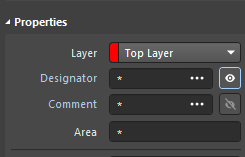 Properties
Layer Top Layer
Designator * •••
Comment * •••
Area *